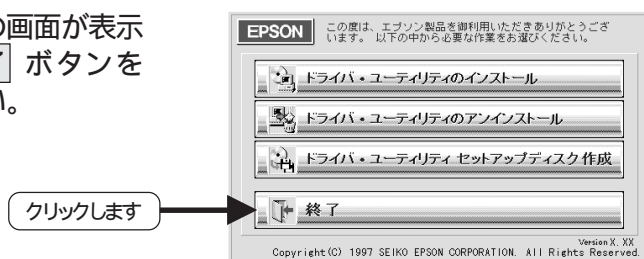 の画面が表示
ボタンを
い。
クリックします
EPSON
この度は、エプソン製品を御利用いただきありがとうござ
います。 以下の中から必要な作業をお選びください。
ドライバ・ユーティリティのインストール
ドライバ・ユーティリティのアンインストール
ドライバ・ユーティリティ セットアップディスク作成
終了
Version X.XX
Copyright(C) 1997 SEIKO EPSON CORPORATION. All Rights Reserved